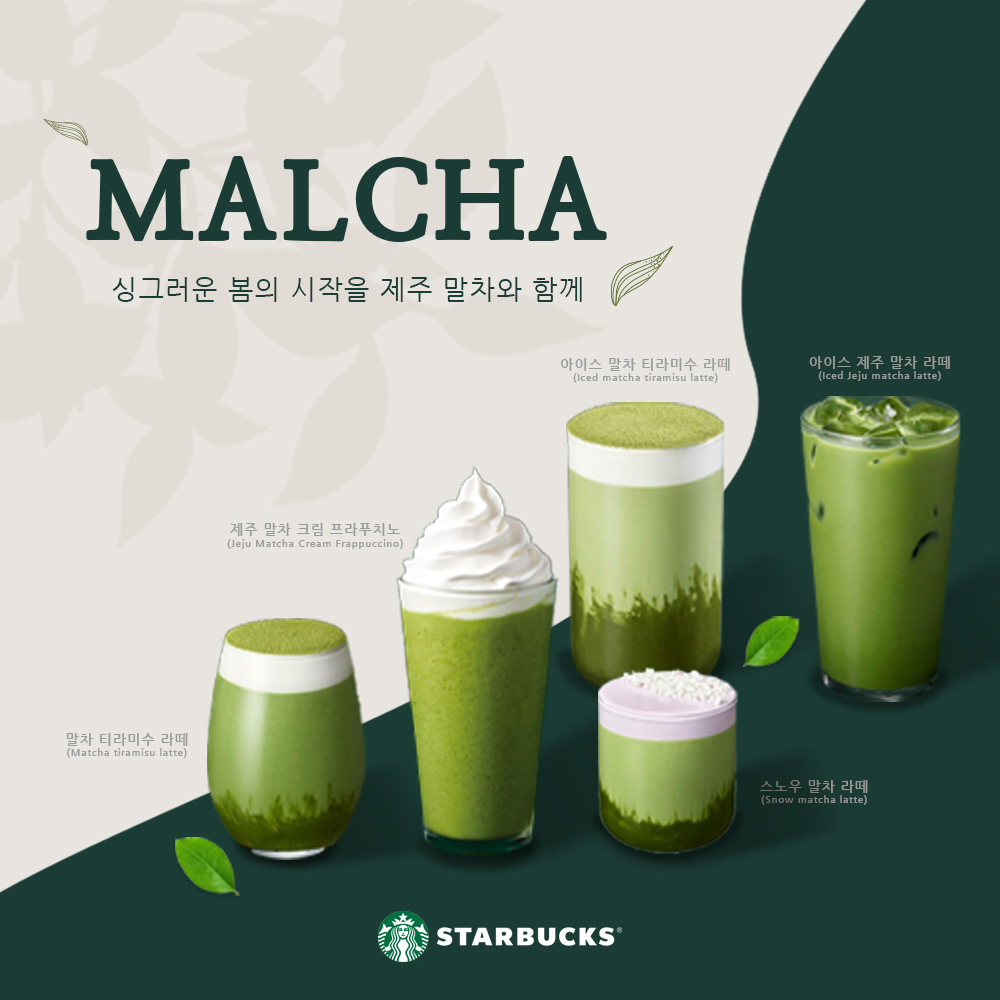 MALCHA
싱그러운 봄의 시작을 제주 말차와 함께
아이스 말차 티라미수 라떼
(Iced matcha tiramisu latte)
아이스 제주 말차 라떼
(Iced Jeju matcha latte)
제주 말차 크림 프라푸치노
(Jeju Matcha Cream Frappuccino)
말차 티라미수 라떼
(Matcha tiramisu latte)
스노우 말차 라떼
(Snow matcha latte)
STARBUCKS®